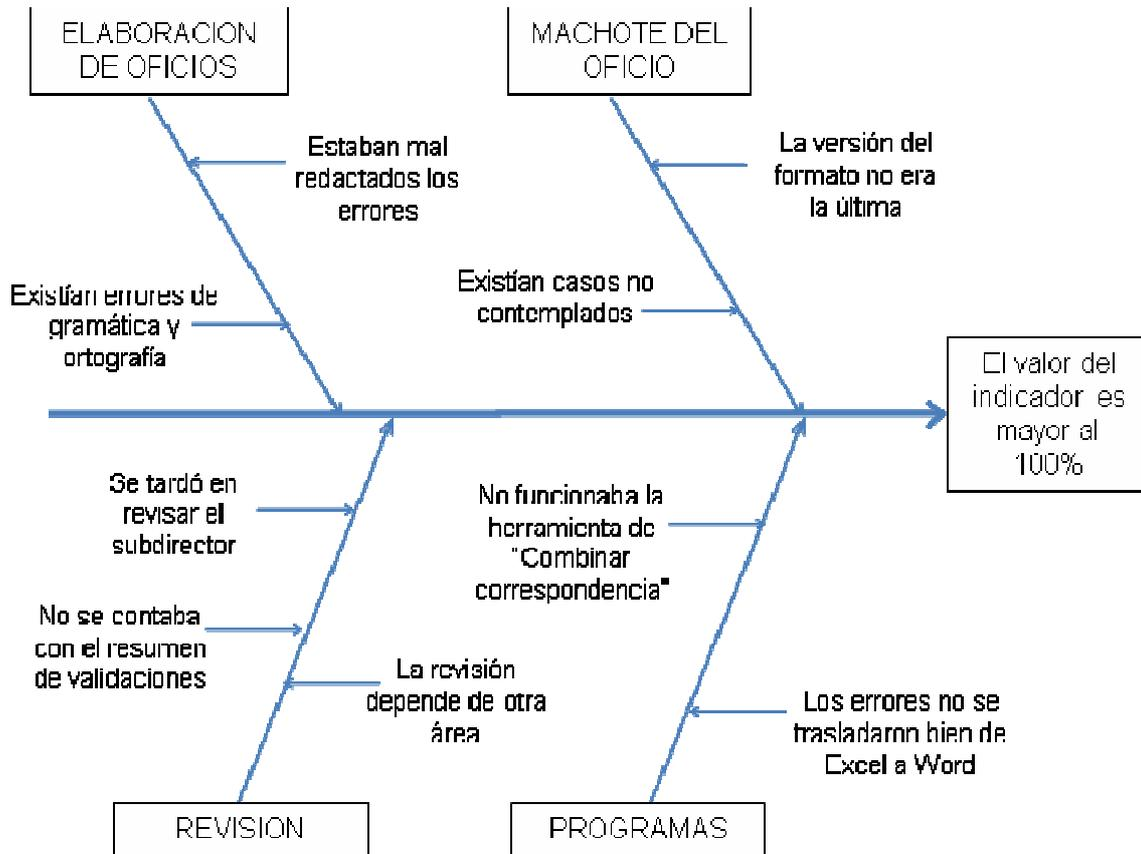 ELABORACION
DE OFICIOS
MACHOTE DEL
OFICIO
Estaban mal
redactados los
errores
La versión del
formato no era
la última
Existían errores de
gramática y
ortografía
Existían casos no
contemplados
El valor del
indicador es
mayor al
100%
Se tardó en
revisar el
subdirector
No funcionaba la
herramienta de
"Combinar
correspondencia"
No se contaba
con el resumen
de validaciones
La revisión
depende de otra
área
Los errores no se
trasladaron bien de
Excel a Word
REVISION
PROGRAMAS